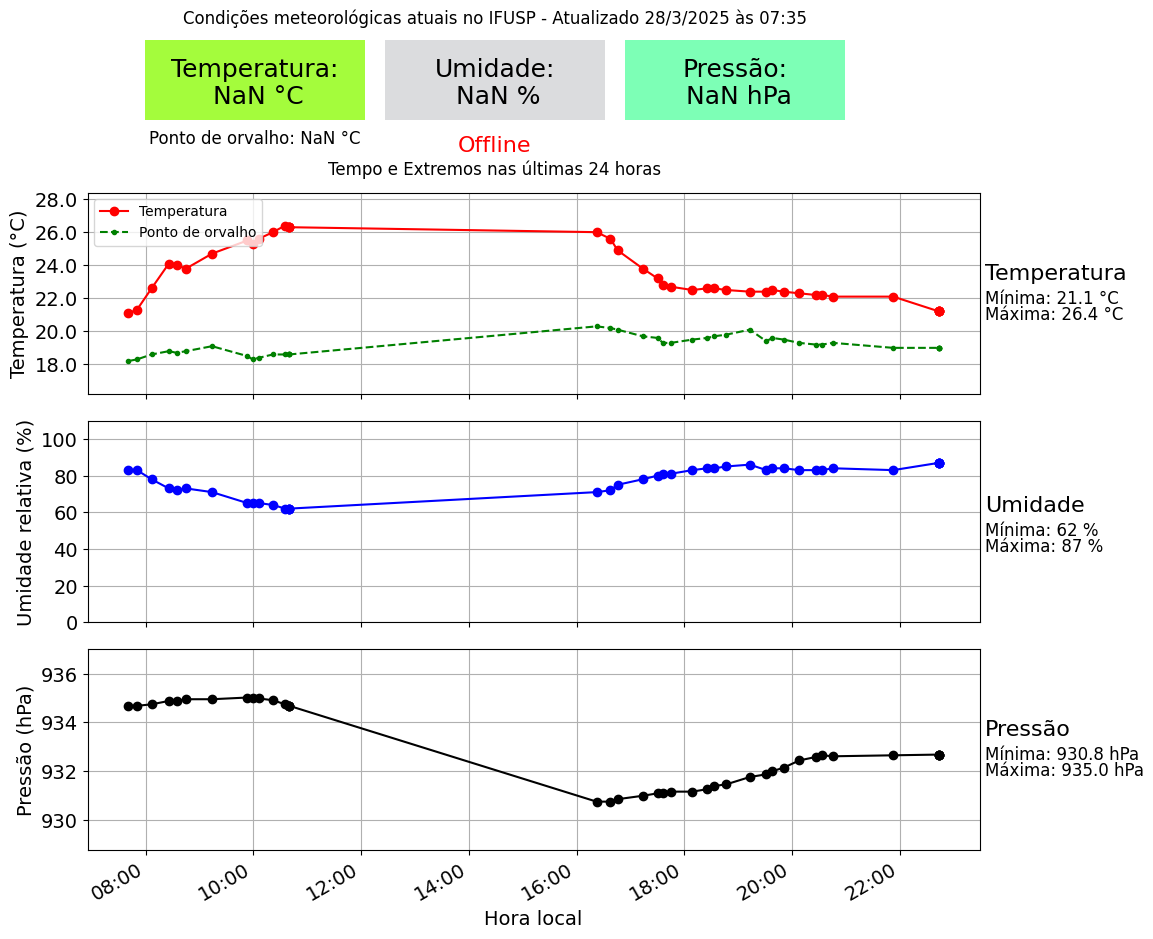 Condições meteorológicas atuais no IFUSP - Atualizado 28/3/2025 às 07:35
Temperatura:
NaN °C
Umidade:
NaN %
Pressão:
NaN hPa
Ponto de orvalho: NaN °C
Offline
Tempo e Extremos nas últimas 24 horas
Temperatura (°C)
28.0
26.0
24.0
22.0
20.0
18.0
Temperatura
Ponto de orvalho
Temperatura
Mínima: 21.1 °C
Máxima: 26.4 °C
Umidade relativa (%)
100
80
60
40
20
0
Umidade
Mínima: 62 %
Máxima: 87 %
Pressão (hPa)
936
934
932
930
Pressão
Mínima: 930.8 hPa
Máxima: 935.0 hPa
08:00
10:00
12:00
14:00
16:00
18:00
20:00
22:00
Hora local